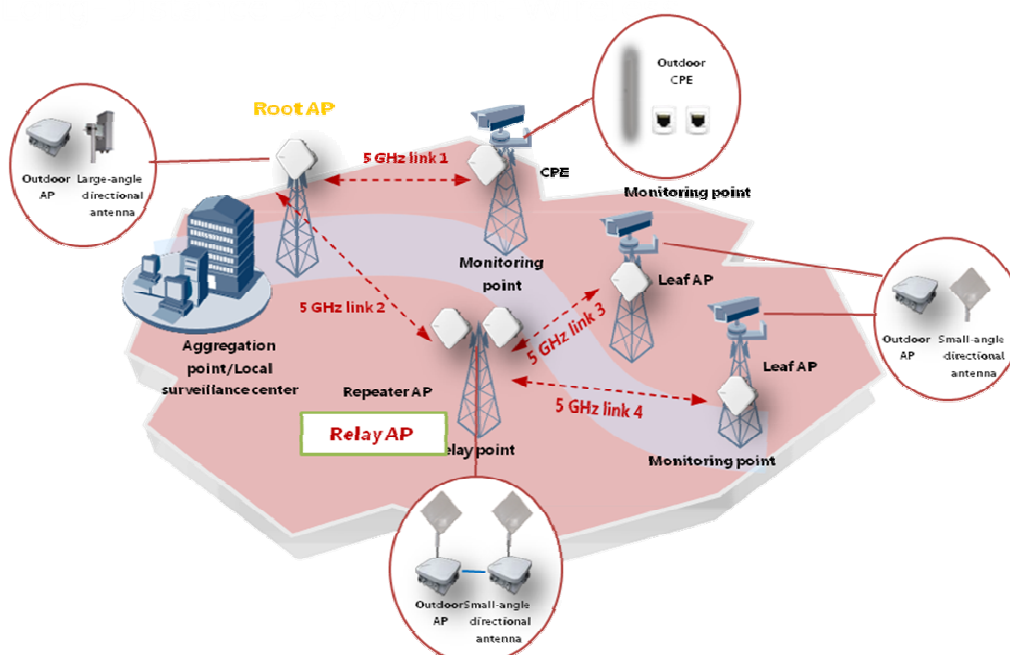 Outdoor
CPE
Root AP
5 GHz link 1
CPE
Outdoor
AP
Large-angle
directional
antenna
Monitoring point
Monitoring
point
Leaf AP
5 GHz link 2
5 GHz link 3
Outdoor
AP
Small-angle
directional
antenna
Aggregation
point/Local
surveillance center
Leaf AP
Repeater AP
5 GHz link 4
Relay AP
elay point
Monitoring point
Outdoor
AP
Small-angle
directional
antenna